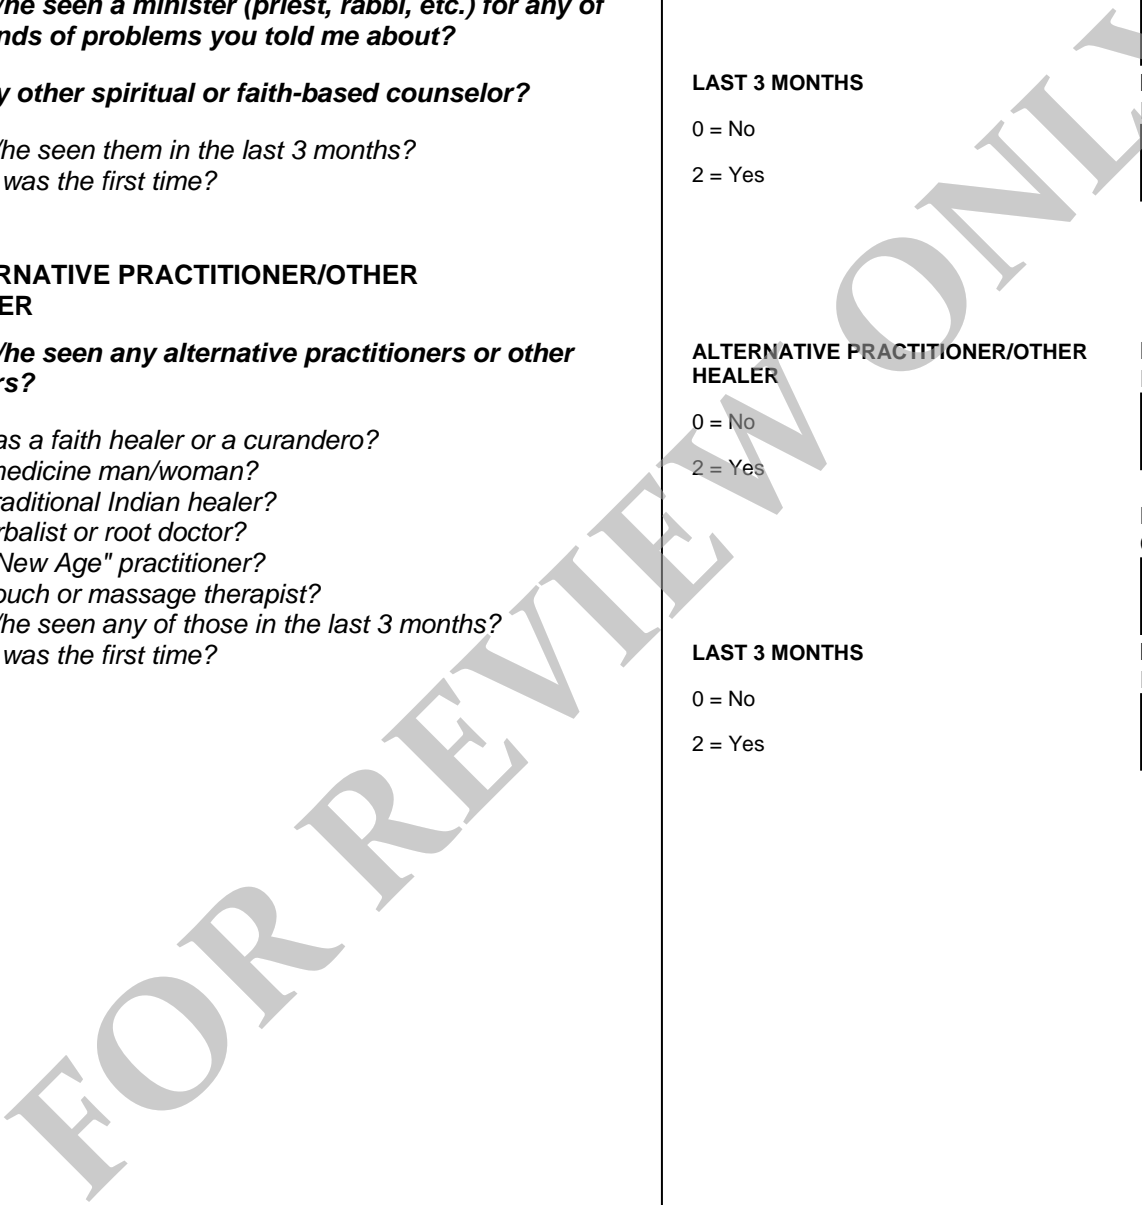 /he seen a minister (priest, rabbi, etc.) for any of
nds of problems you told me about?
y other spiritual or faith-based counselor?
/he seen them in the last 3 months?
was the first time?
RNATIVE PRACTITIONER/OTHER
ER
/he seen any alternative practitioners or other
rs?
as a faith healer or a curandero?
medicine man/woman?
raditional Indian healer?
rbalist or root doctor?
New Age" practitioner?
ouch or massage therapist?
/he seen any of those in the last 3 months?
was the first time?
LAST 3 MONTHS
0 = No
2 = Yes
ALTERNATIVE PRACTITIONER/OTHER
HEALER
0 = No
2 = Yes
LAST 3 MONTHS
0 = No
2 = Yes
FOR REVIEW ONLY